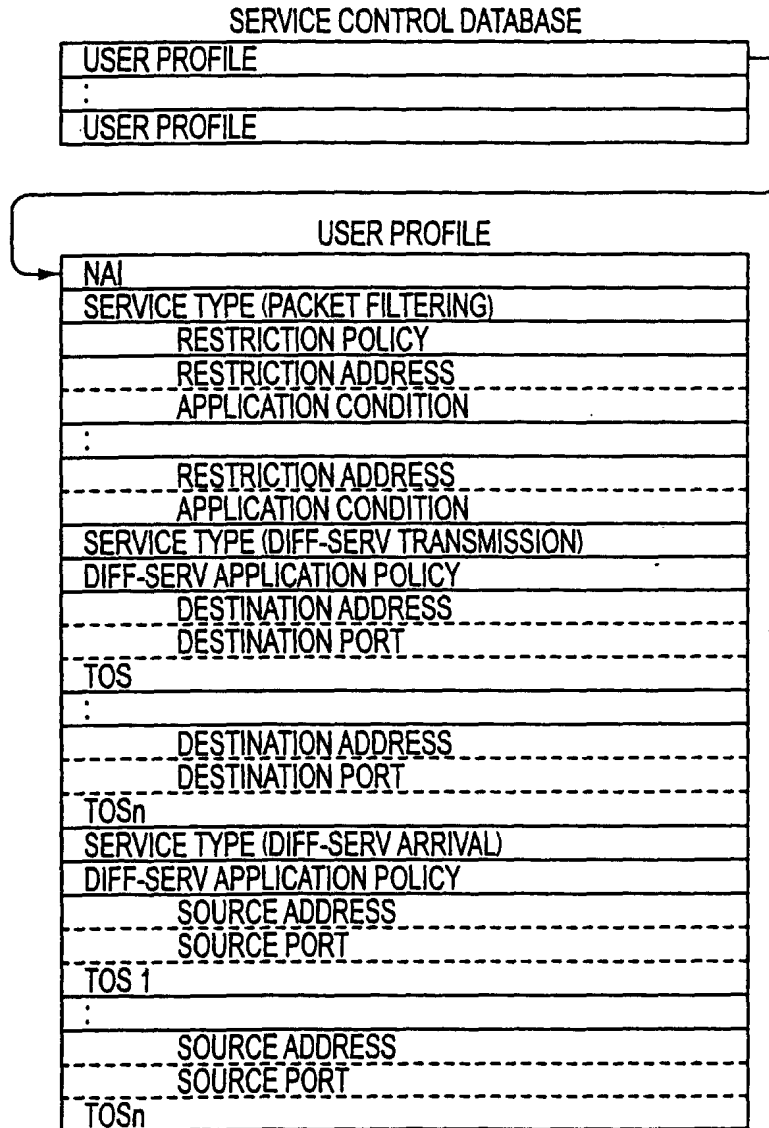 SERVICE CONTROL DATABASE
USER PROFILE
:
USER PROFILE
USER PROFILE
NAI
SERVICE TYPE (PACKET FILTERING)
RESTRICTION POLICY
RESTRICTION ADDRESS
APPLICATION CONDITION
:
RESTRICTION ADDRESS
APPLICATION CONDITION
SERVICE TYPE (DIFF-SERV TRANSMISSION)
DIFF-SERV APPLICATION POLICY
DESTINATION ADDRESS
DESTINATION PORT
TOS
:
DESTINATION ADDRESS
DESTINATION PORT
TOSn
SERVICE TYPE (DIFF-SERV ARRIVAL)
DIFF-SERV APPLICATION POLICY
SOURCE ADDRESS
SOURCE PORT
TOS 1
:
SOURCE ADDRESS
SOURCE PORT
TOSn